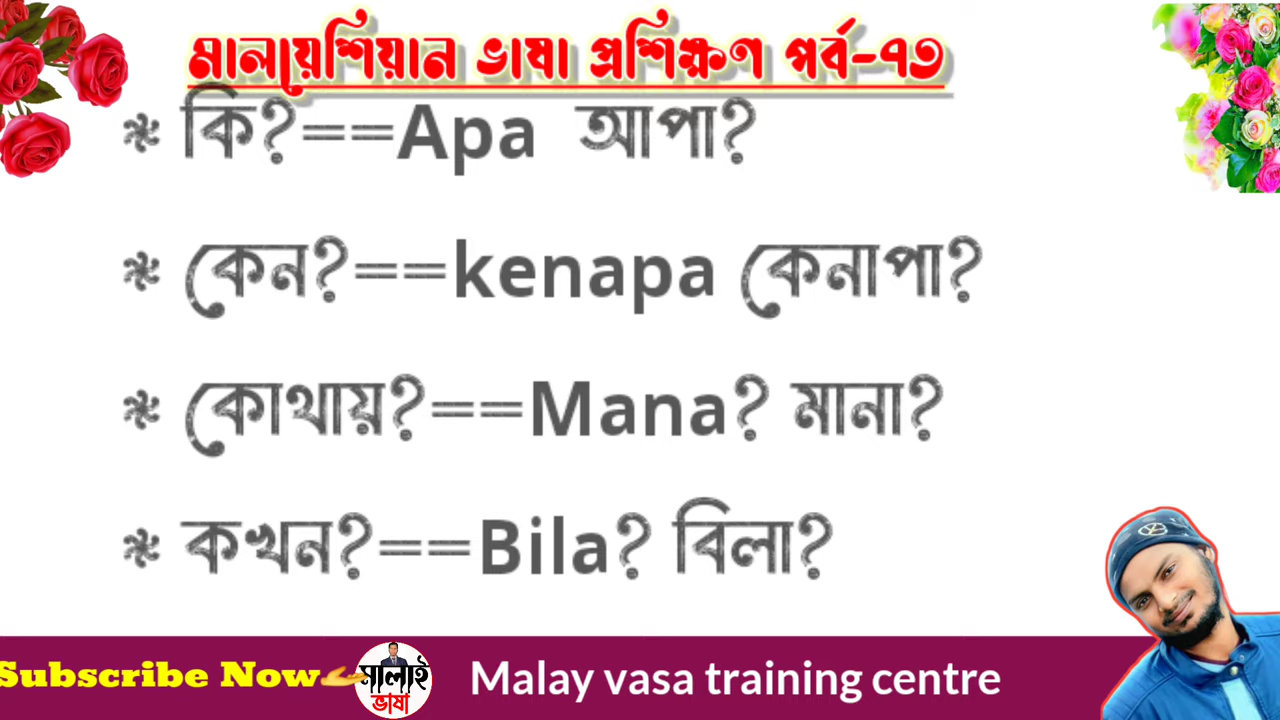 মালয়েশিয়ান ভাষা প্রশিক্ষণ পর্ব-৭৩
* কি?==Apa আপা?
* কেন?==kenapa কেনাপা?
* কোথায়?==Mana? মানা?
* কখন?==Bila? বিলা?
Subscribe Now
মালাই
ভাষা
Malay vasa training centre